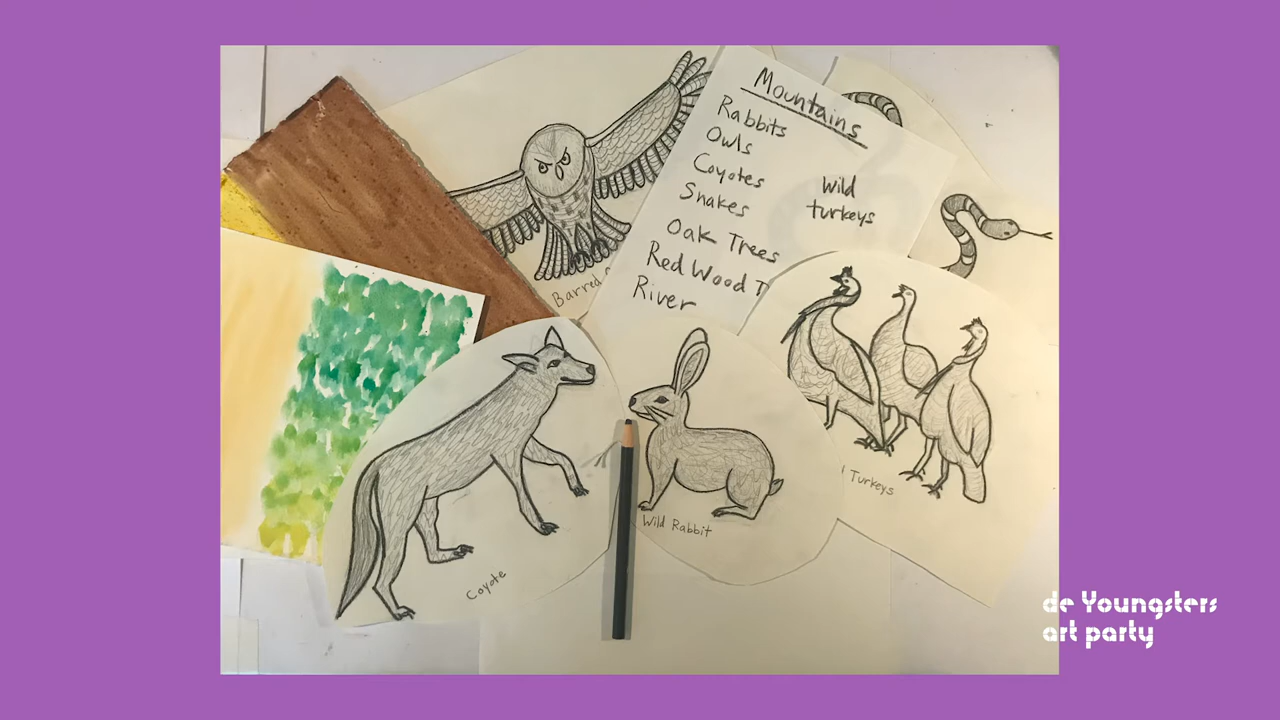 Mountains
Rabbits
Owls
Coyotes
Snakes
Oak Trees
Red Wood T
River
Wild
turkeys
Barred
Turkeys
Wild Rabbit
Coyote
de Youngsters
art party